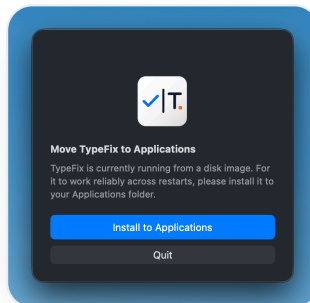 ✓|T.
Move TypeFix to Applications
TypeFix is currently running from a disk image. For
it to work reliably across restarts, please install it to
your Applications folder.
Install to Applications
Quit